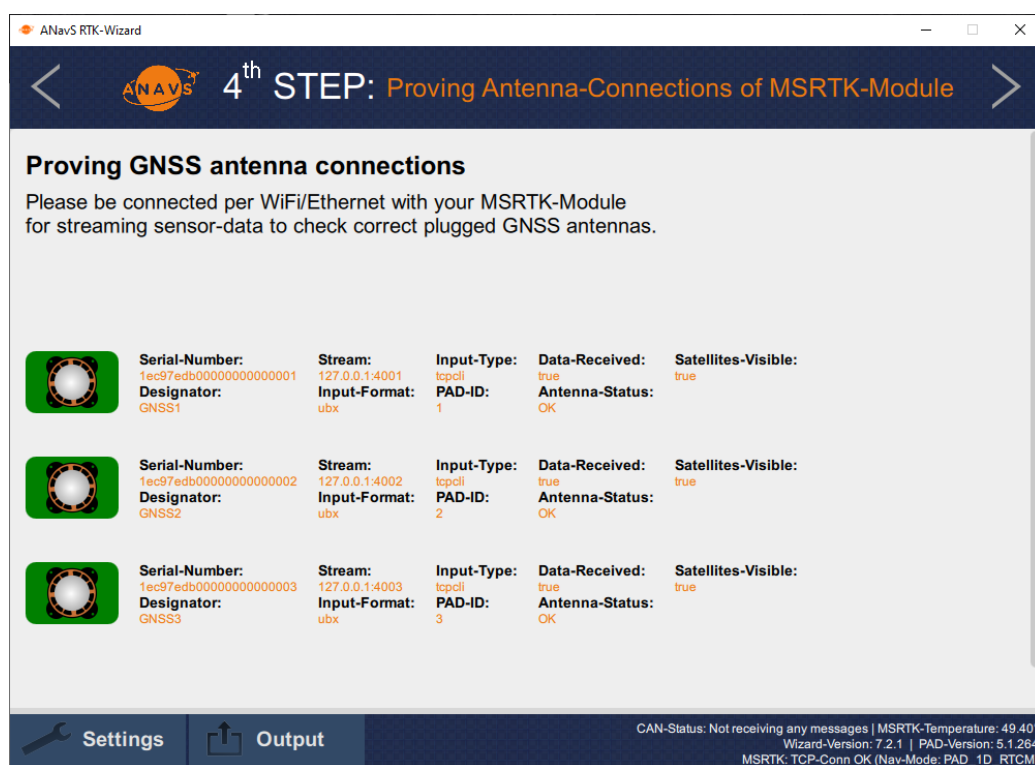 ANavS RTK-Wizard
ANAVS
4th STEP: Proving Antenna-Connections of MSRTK-Module
Proving GNSS antenna connections
Please be connected per WiFi/Ethernet with your MSRTK-Module
for streaming sensor-data to check correct plugged GNSS antennas.
Serial-Number: Stream: Input-Type: Data-Received: Satellites-Visible:
1ec97edb00000000000001 127.0.0.1:4001 tcpcli true true
Designator: Input-Format: PAD-ID: Antenna-Status:
GNSS1 ubx 1 OK
Serial-Number: Stream: Input-Type: Data-Received: Satellites-Visible:
1ec97edb00000000000002 127.0.0.1:4002 tcpcli true true
Designator: Input-Format: PAD-ID: Antenna-Status:
GNSS2 ubx 2 OK
Serial-Number: Stream: Input-Type: Data-Received: Satellites-Visible:
1ec97edb00000000000003 127.0.0.1:4003 tcpcli true true
Designator: Input-Format: PAD-ID: Antenna-Status:
GNSS3 ubx 3 OK
Settings Output
CAN-Status: Not receiving any messages | MSRTK-Temperature: 49.40
Wizard-Version: 7.2.1 | PAD-Version: 5.1.264
MSRTK: TCP-Conn OK (Nav-Mode: PAD_1D_RTCM